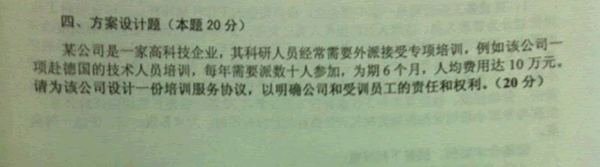 四、方案设计题（本题20分）
某公司是一家高科技企业，其科研人员经常需要外派接受专项培训，例如该公司一
项赴德国的技术人员培训，每年需要派数十人参加，为期6个月，人均费用达10万元。
请为该公司设计一份培训服务协议，以明确公司和受训员工的责任和权利。（20分）